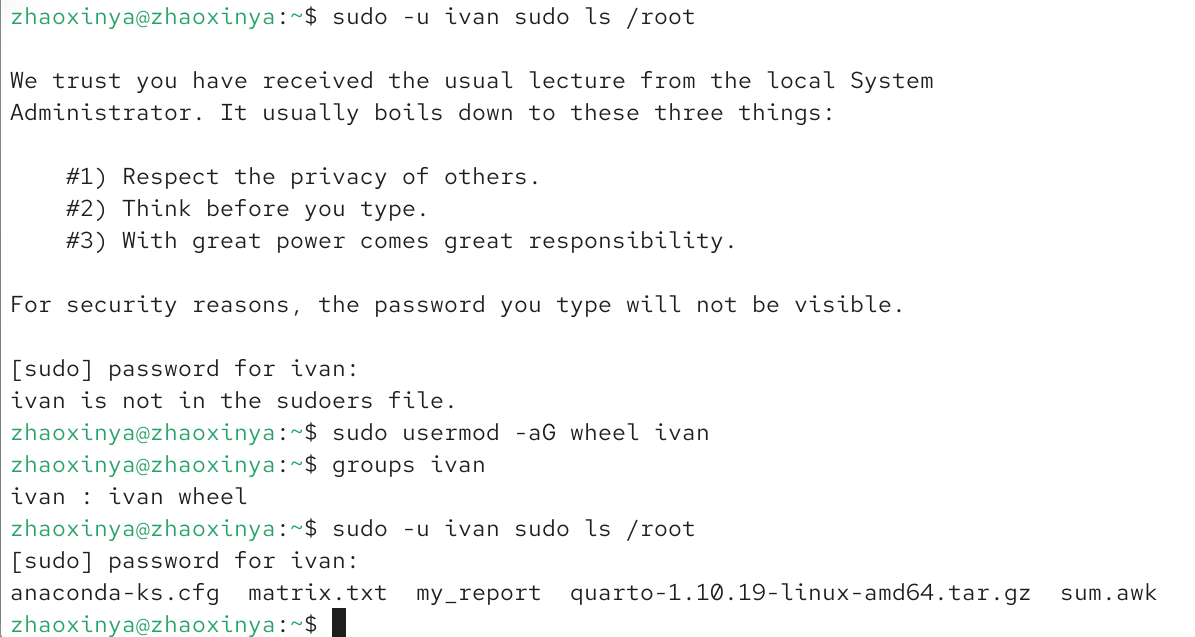 zhaoxinya@zhaoxinya:~$ sudo -u ivan sudo ls /root

We trust you have received the usual lecture from the local System
Administrator. It usually boils down to these three things:

    #1) Respect the privacy of others.
    #2) Think before you type.
    #3) With great power comes great responsibility.

For security reasons, the password you type will not be visible.

[sudo] password for ivan:
ivan is not in the sudoers file.
zhaoxinya@zhaoxinya:~$ sudo usermod -aG wheel ivan
zhaoxinya@zhaoxinya:~$ groups ivan
ivan : ivan wheel
zhaoxinya@zhaoxinya:~$ sudo -u ivan sudo ls /root
[sudo] password for ivan:
anaconda-ks.cfg  matrix.txt  my_report  quarto-1.10.19-linux-amd64.tar.gz  sum.awk
zhaoxinya@zhaoxinya:~$